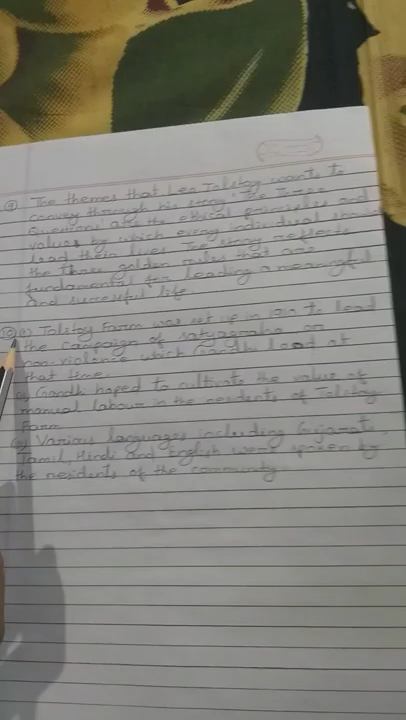 9) The themes that Leo Tolstoy wants to
convey through his story 'The Three
Questions' are the ethical principles and
values by which every individual should
lead their lives. The story reflects
the three golden rules that are
fundamental for leading a meaningful
and successful life.
10) (i) Tolstoy Farm was set up in 1910 to lead
the campaign of satyagraha or
non-violence which Gandhi lead at
that time.
Gandhi hoped to cultivate the value of
manual labour in the residents of Tolstoy
Farm
Various languages including Gujarati,
Tamil, Hindi and English were spoken by
the residents of the community